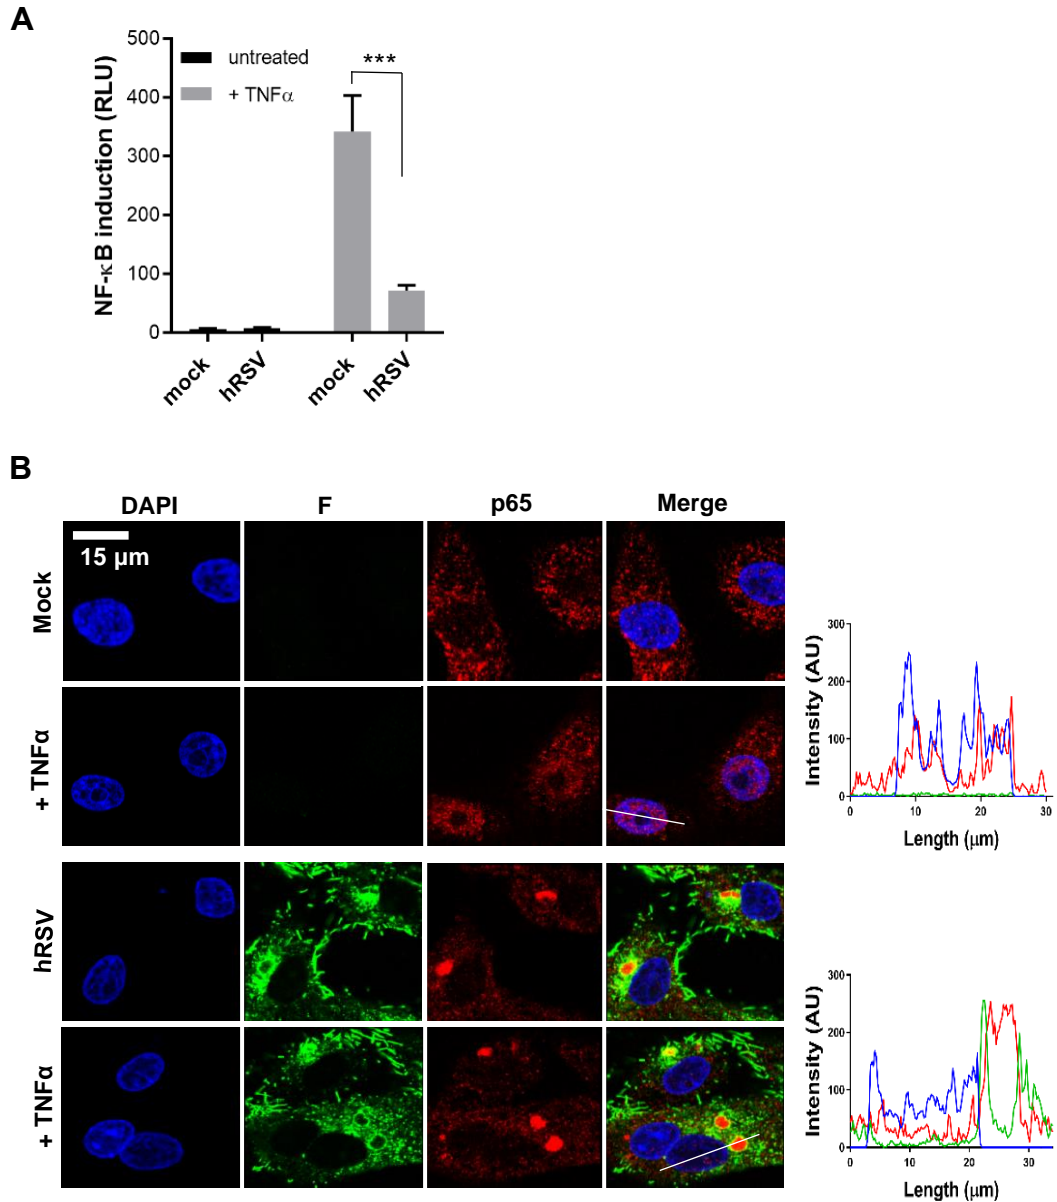 A
NF-κB induction (RLU)
500
400
300
200
100
0
untreated
+ TNFα
***
mock
hRSV
mock
hRSV
B
DAPI
F
p65
Merge
Mock
15 μm
+ TNFα
Intensity (AU)
300
200
100
0
0
10
20
30
Length (μm)
hRSV
+ TNFα
Intensity (AU)
300
200
100
0
0
10
20
30
Length (μm)